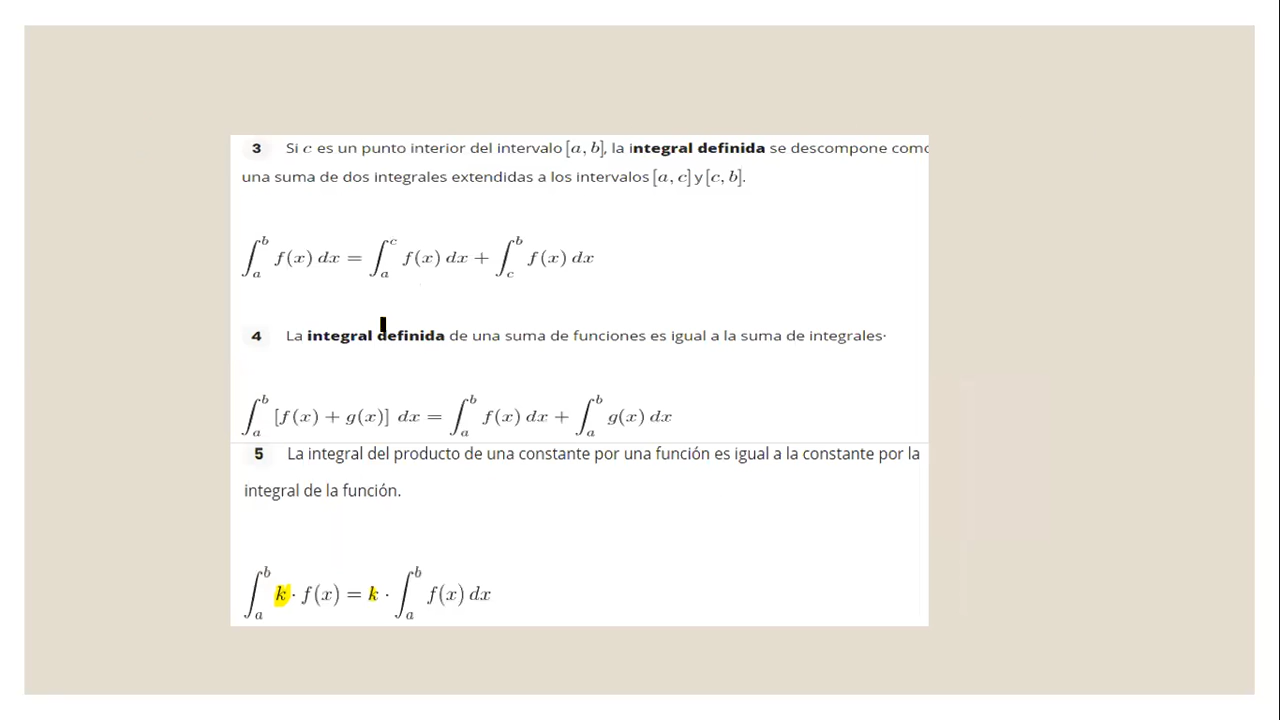 3 Si c es un punto interior del intervalo [a, b], la integral definida se descompone como
una suma de dos integrales extendidas a los intervalos [a, c] y [c, b].
∫_a^b f(x) dx = ∫_a^c f(x) dx + ∫_c^b f(x) dx
4 La integral definida de una suma de funciones es igual a la suma de integrales·
∫_a^b [f(x) + g(x)] dx = ∫_a^b f(x) dx + ∫_a^b g(x) dx
5 La integral del producto de una constante por una función es igual a la constante por la
integral de la función.
∫_a^b k · f(x) = k · ∫_a^b f(x) dx